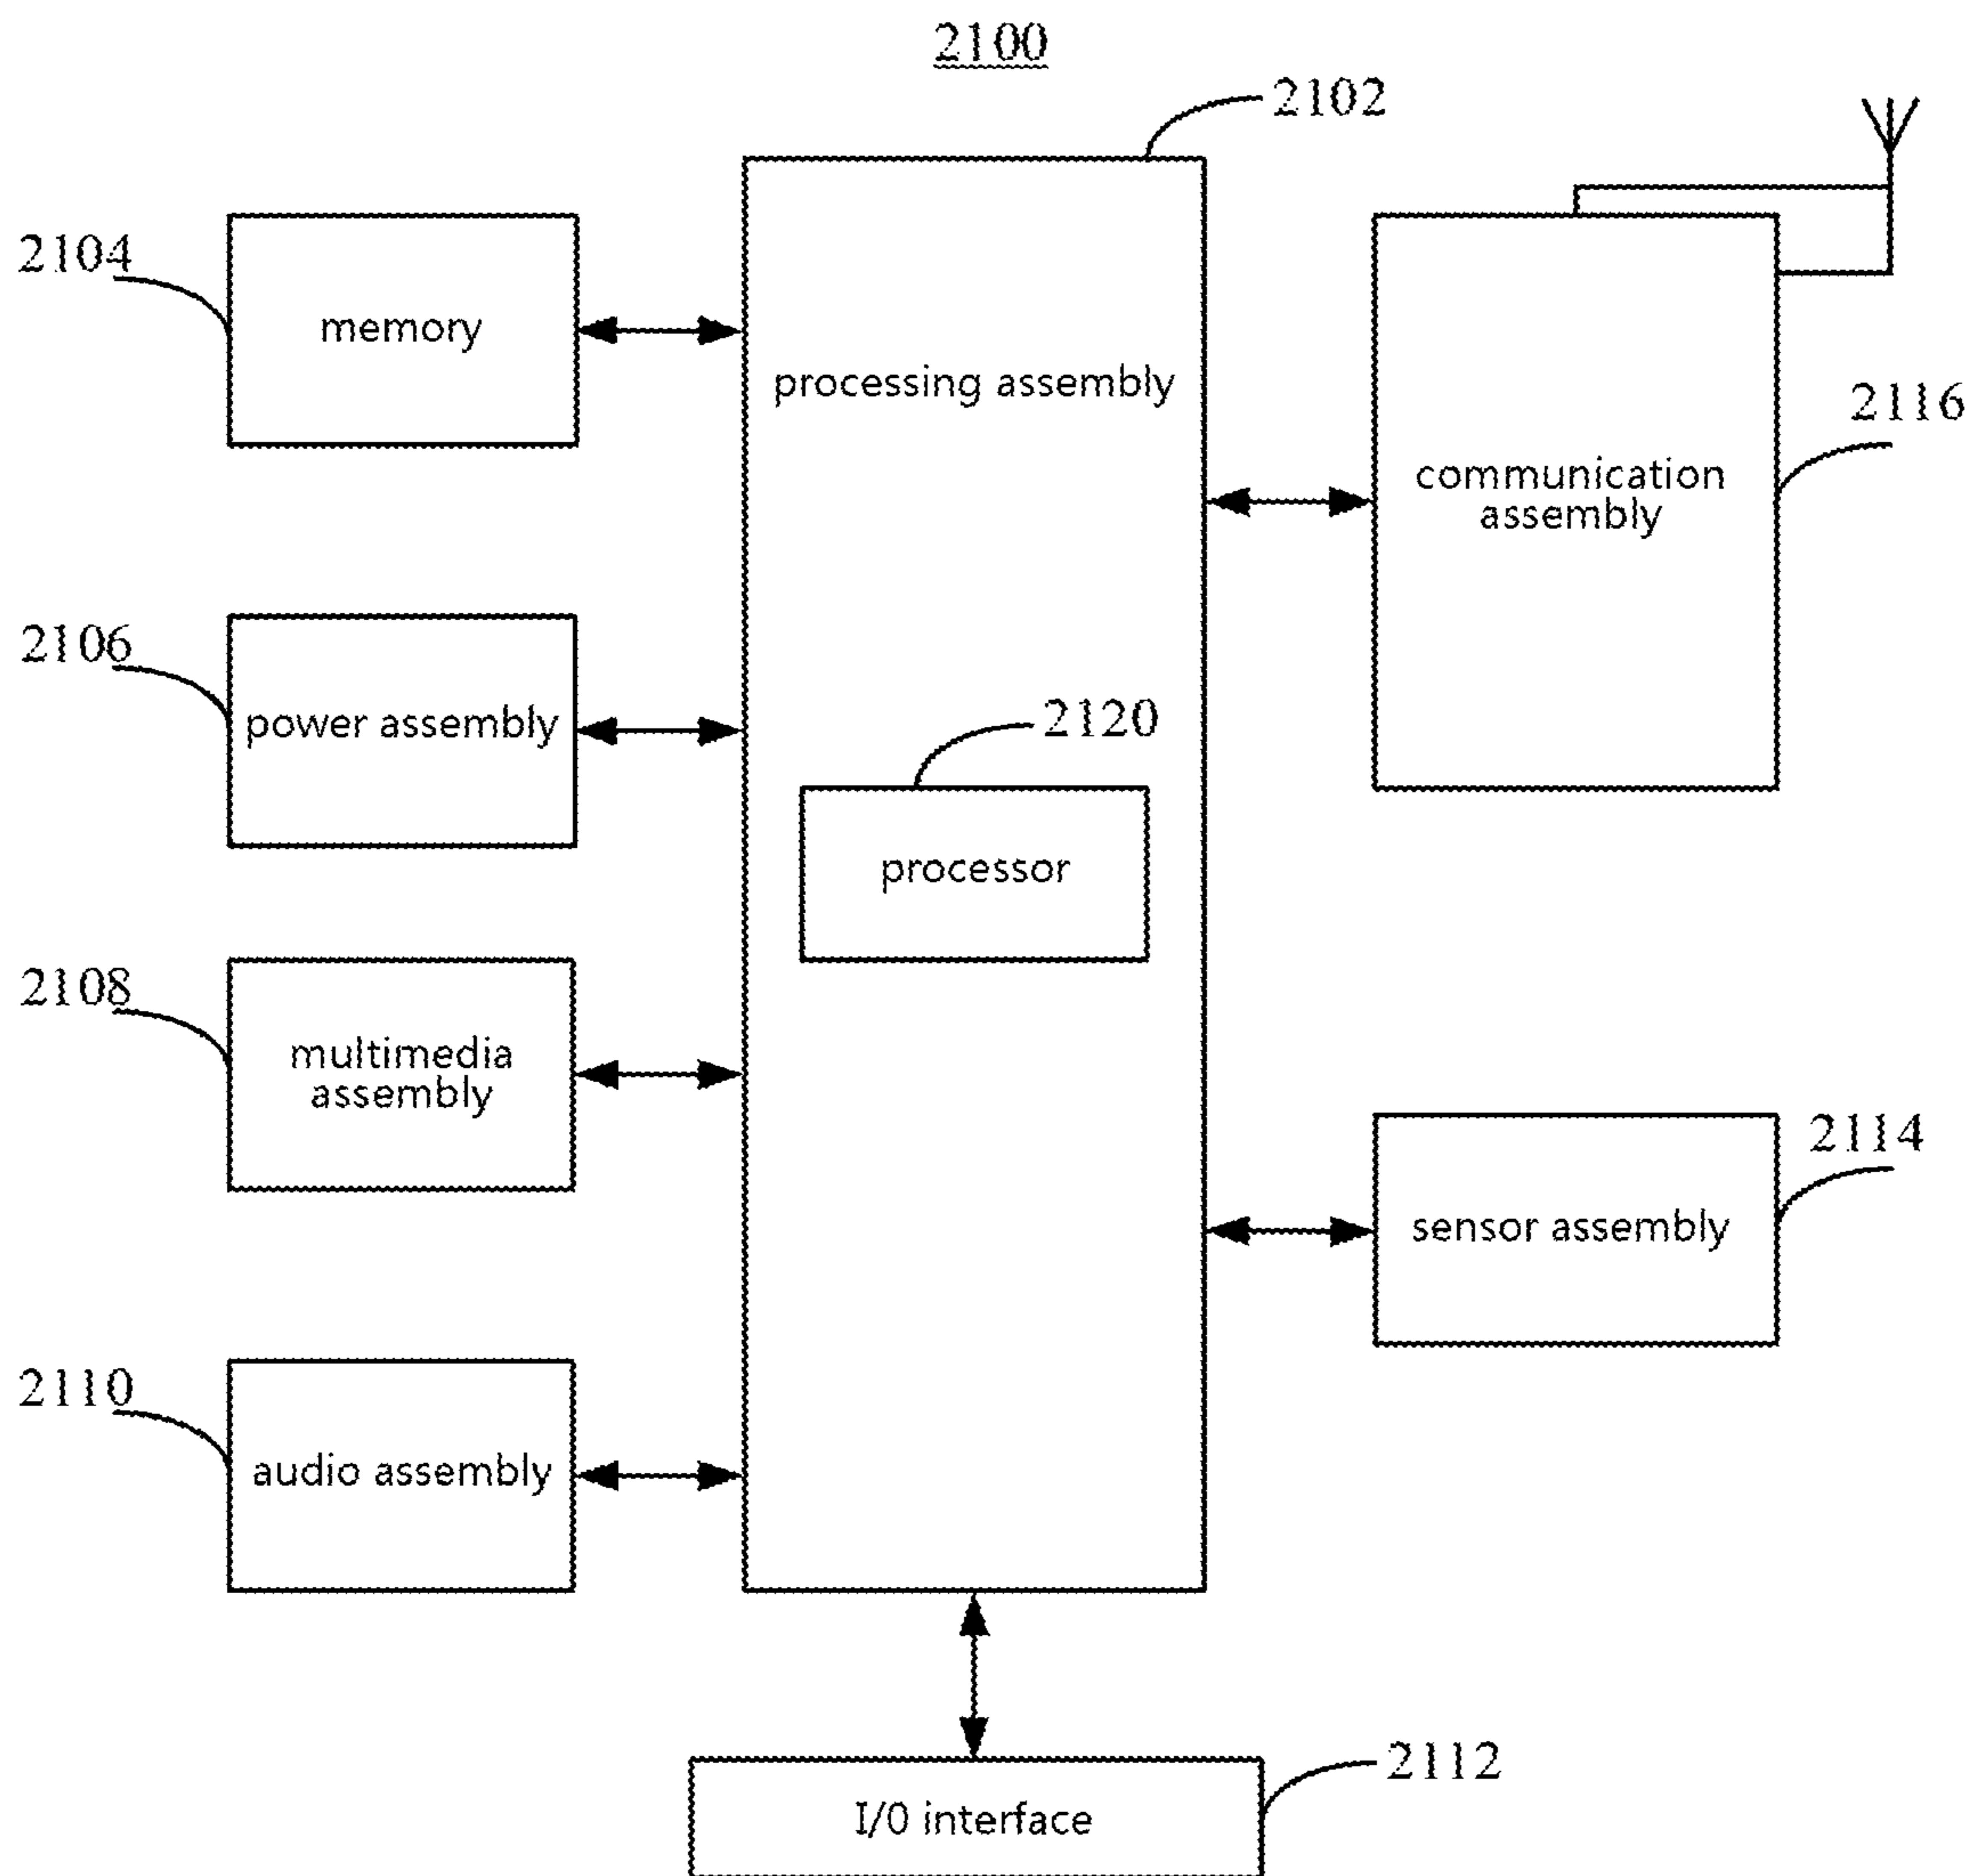 2100
2102
2104
memory
processing assembly
2116
communication
assembly
2106
power assembly
2120
processor
2108
multimedia
assembly
2114
sensor assembly
2110
audio assembly
2112
I/0 interface